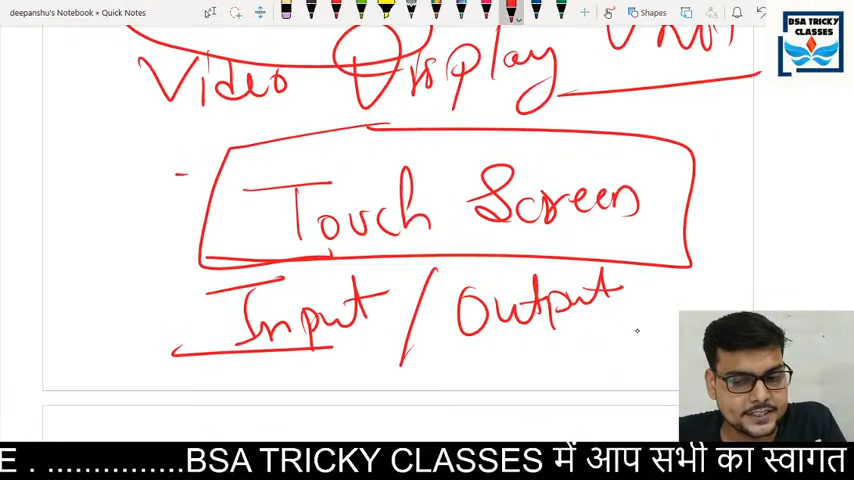 deepanshu's Notebook » Quick Notes
Shapes
BSA TRICKY
CLASSES
Video Display Unit
Touch Screen
Input / Output
E . ...............BSA TRICKY CLASSES में आप सभी का स्वागत